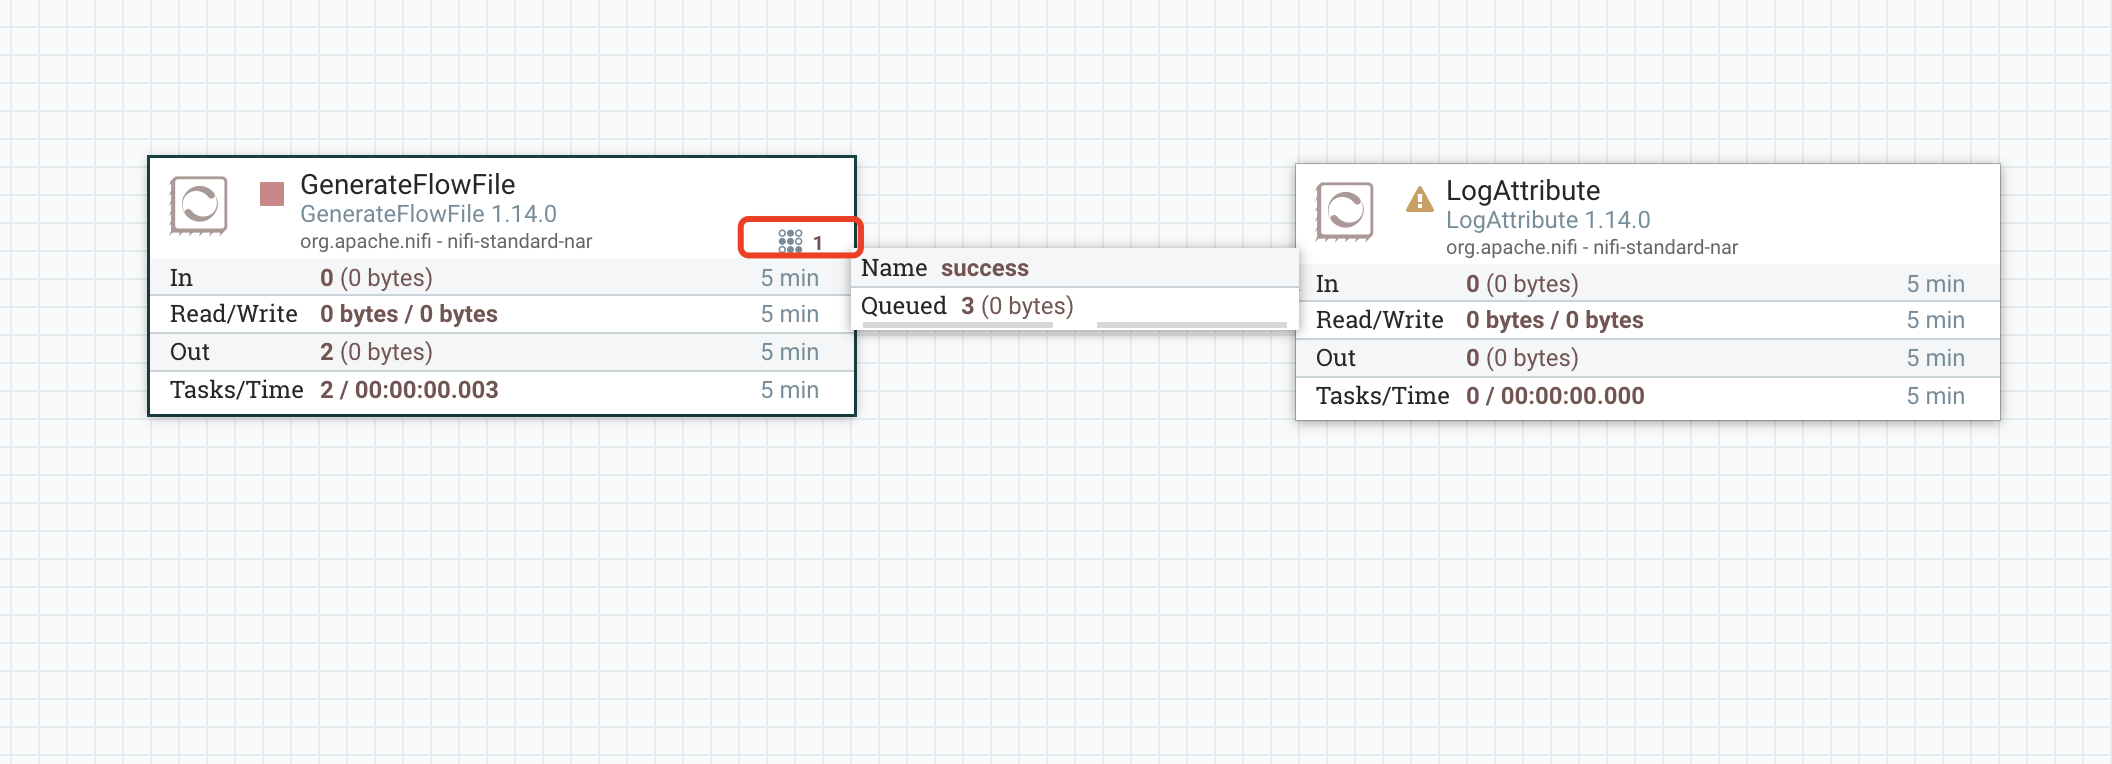 GenerateFlowFile
GenerateFlowFile 1.14.0
org.apache.nifi - nifi-standard-nar
1
In 0 (0 bytes) 5 min
Read/Write 0 bytes / 0 bytes 5 min
Out 2 (0 bytes) 5 min
Tasks/Time 2 / 00:00:00.003 5 min
Name success
Queued 3 (0 bytes)
LogAttribute
LogAttribute 1.14.0
org.apache.nifi - nifi-standard-nar
In 0 (0 bytes) 5 min
Read/Write 0 bytes / 0 bytes 5 min
Out 0 (0 bytes) 5 min
Tasks/Time 0 / 00:00:00.000 5 min